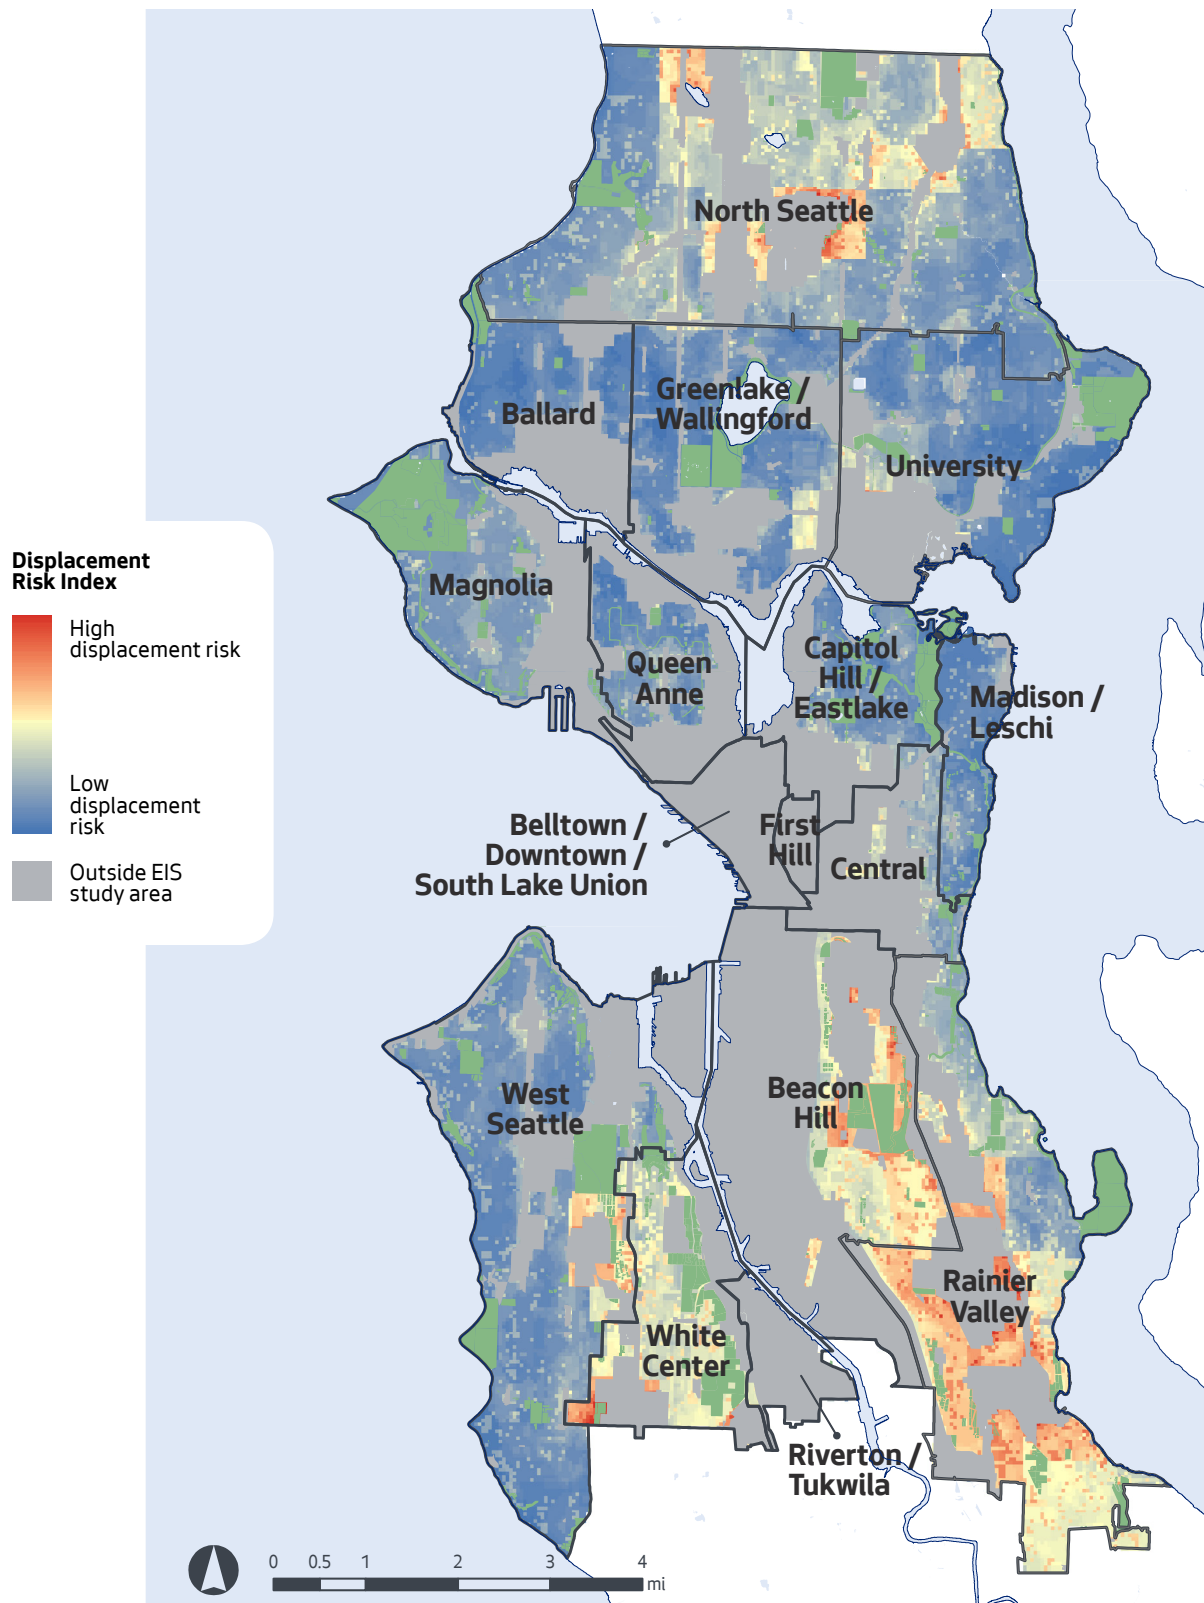 North Seattle
Greenlake /
Wallingford
Ballard
University
Displacement
Risk Index
High
displacement risk
Low
displacement
risk
Outside EIS
study area
Magnolia
Queen
Anne
Capitol
Hill /
Eastlake
Madison /
Leschi
Belltown /
Downtown /
South Lake Union
First
Hill
Central
West
Seattle
Beacon
Hill
Rainier
Valley
White
Center
Riverton /
Tukwila
0 0.5 1 2 3 4
mi